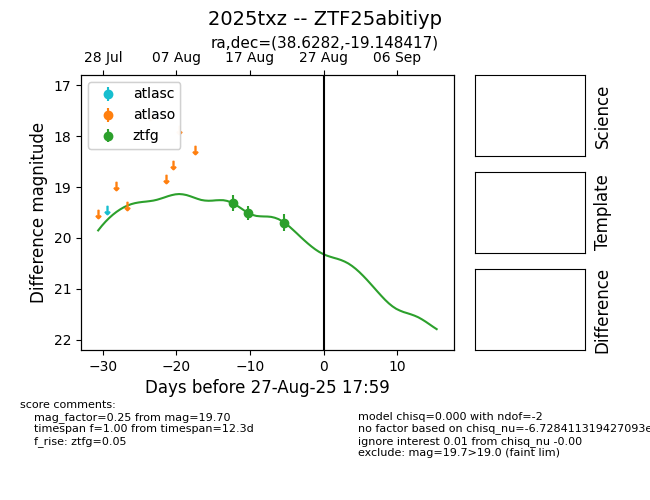 2025txz -- ZTF25abitiyp
ra,dec=(38.6282,-19.148417)
28 Jul 07 Aug 17 Aug 27 Aug 06 Sep
17
18
19
20
21
22
Difference magnitude
atlasc
atlaso
ztfg
−30 −20 −10 0 10
Days before 27-Aug-25 17:59
Science
Template
Difference
score comments:
mag_factor=0.25 from mag=19.70
timespan f=1.00 from timespan=12.3d
f_rise: ztfg=0.05
model chisq=0.000 with ndof=-2
no factor based on chisq_nu=-6.728411319427093e
ignore interest 0.01 from chisq_nu -0.00
exclude: mag=19.7>19.0 (faint lim)